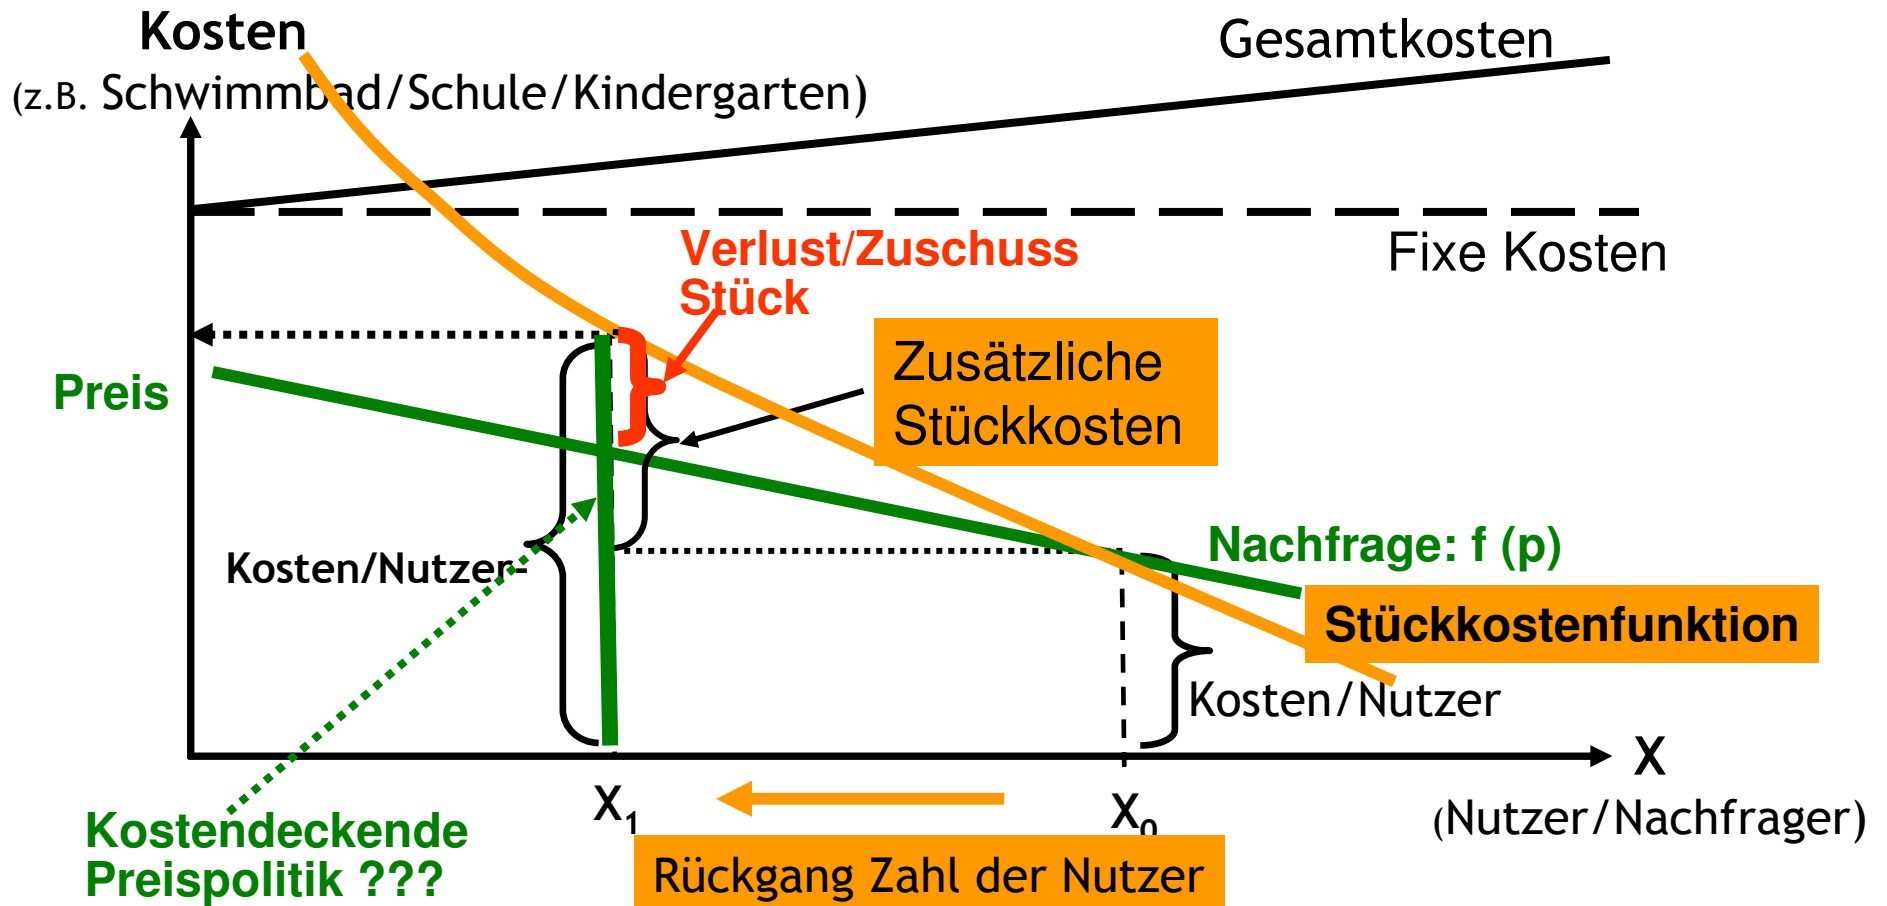 Kosten
Gesamtkosten
(z.B. Schwimmbad/Schule/Kindergarten)
Verlust/Zuschuss
Stück
Fixe Kosten
Zusätzliche
Stückkosten
Preis
Nachfrage: f (p)
Kosten/Nutzer-
Stückkostenfunktion
Kosten/Nutzer
X
X₁
X₀
(Nutzer/Nachfrager)
Kostendeckende
Preispolitik ???
Rückgang Zahl der Nutzer